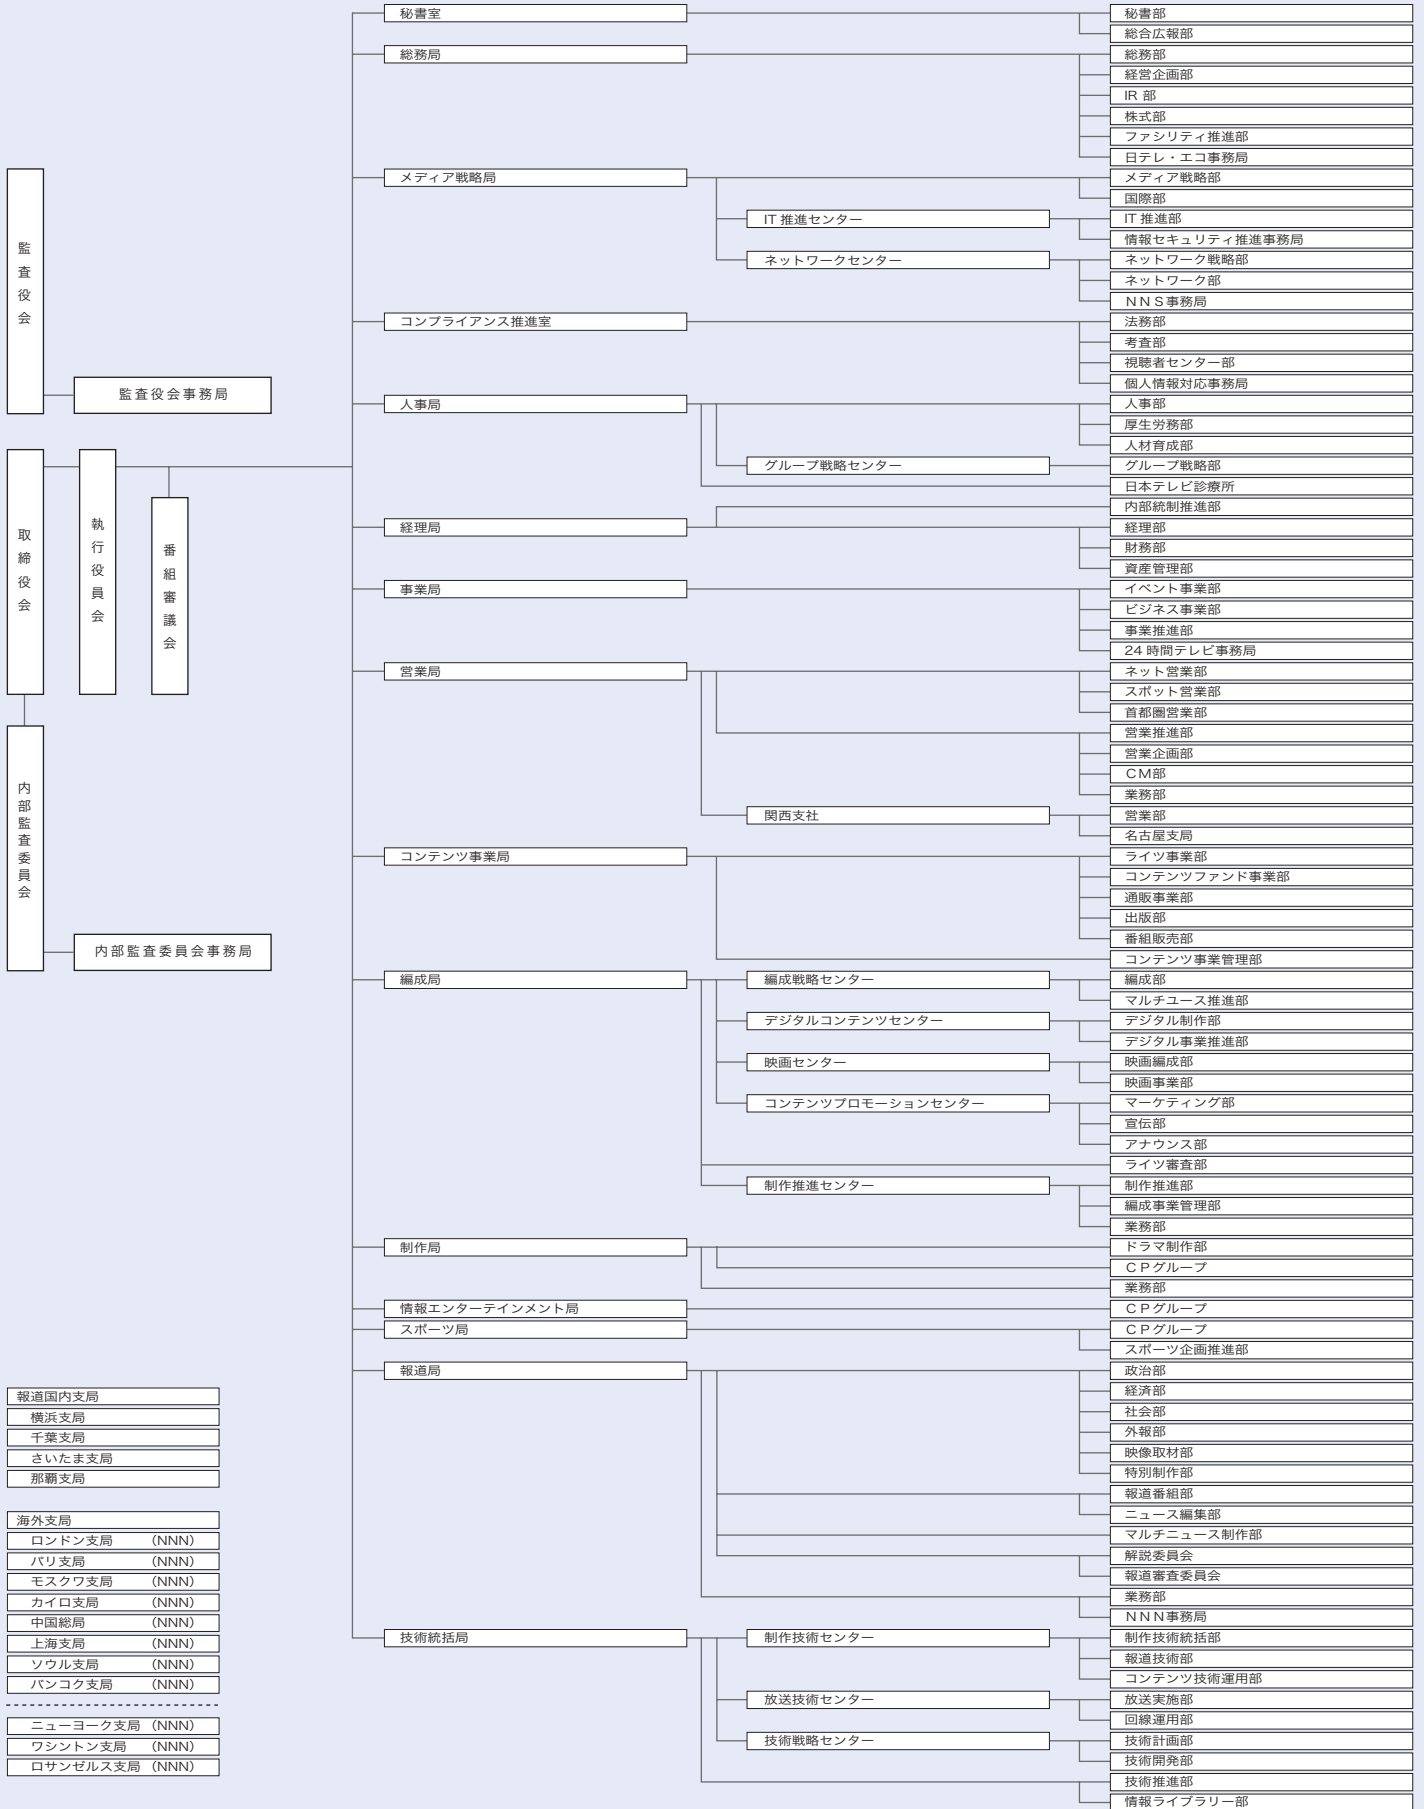 監査役会
監査役会事務局
取締役会
執行役員会
番組審議会
内部監査委員会
内部監査委員会事務局
報道国内支局
横浜支局
千葉支局
さいたま支局
那覇支局
海外支局
ロンドン支局 (NNN)
パリ支局 (NNN)
モスクワ支局 (NNN)
カイロ支局 (NNN)
中国総局 (NNN)
上海支局 (NNN)
ソウル支局 (NNN)
バンコク支局 (NNN)
ニューヨーク支局 (NNN)
ワシントン支局 (NNN)
ロサンゼルス支局 (NNN)
秘書室
秘書部
総合広報部
総務局
総務部
経営企画部
IR 部
株式部
ファシリティ推進部
日テレ・エコ事務局
メディア戦略局
メディア戦略部
国際部
IT 推進センター
IT 推進部
情報セキュリティ推進事務局
ネットワークセンター
ネットワーク戦略部
ネットワーク部
NNS事務局
コンプライアンス推進室
法務部
考査部
視聴者センター部
個人情報対応事務局
人事局
人事部
厚生労務部
人材育成部
グループ戦略センター
グループ戦略部
日本テレビ診療所
内部統制推進部
経理局
経理部
財務部
資産管理部
事業局
イベント事業部
ビジネス事業部
事業推進部
24 時間テレビ事務局
営業局
ネット営業部
スポット営業部
首都圏営業部
営業推進部
営業企画部
CM部
業務部
関西支社
営業部
名古屋支局
コンテンツ事業局
ライツ事業部
コンテンツファンド事業部
通販事業部
出版部
番組販売部
コンテンツ事業管理部
編成局
編成戦略センター
編成部
マルチユース推進部
デジタルコンテンツセンター
デジタル制作部
デジタル事業推進部
映画センター
映画編成部
映画事業部
コンテンツプロモーションセンター
マーケティング部
宣伝部
アナウンス部
ライツ審査部
制作推進センター
制作推進部
編成事業管理部
業務部
制作局
ドラマ制作部
CPグループ
業務部
情報エンターテインメント局
CPグループ
スポーツ局
CPグループ
スポーツ企画推進部
報道局
政治部
経済部
社会部
外報部
映像取材部
特別制作部
報道番組部
ニュース編集部
マルチニュース制作部
解説委員会
報道審査委員会
業務部
NNN事務局
技術統括局
制作技術センター
制作技術統括部
報道技術部
コンテンツ技術運用部
放送技術センター
放送実施部
回線運用部
技術戦略センター
技術計画部
技術開発部
技術推進部
情報ライブラリー部